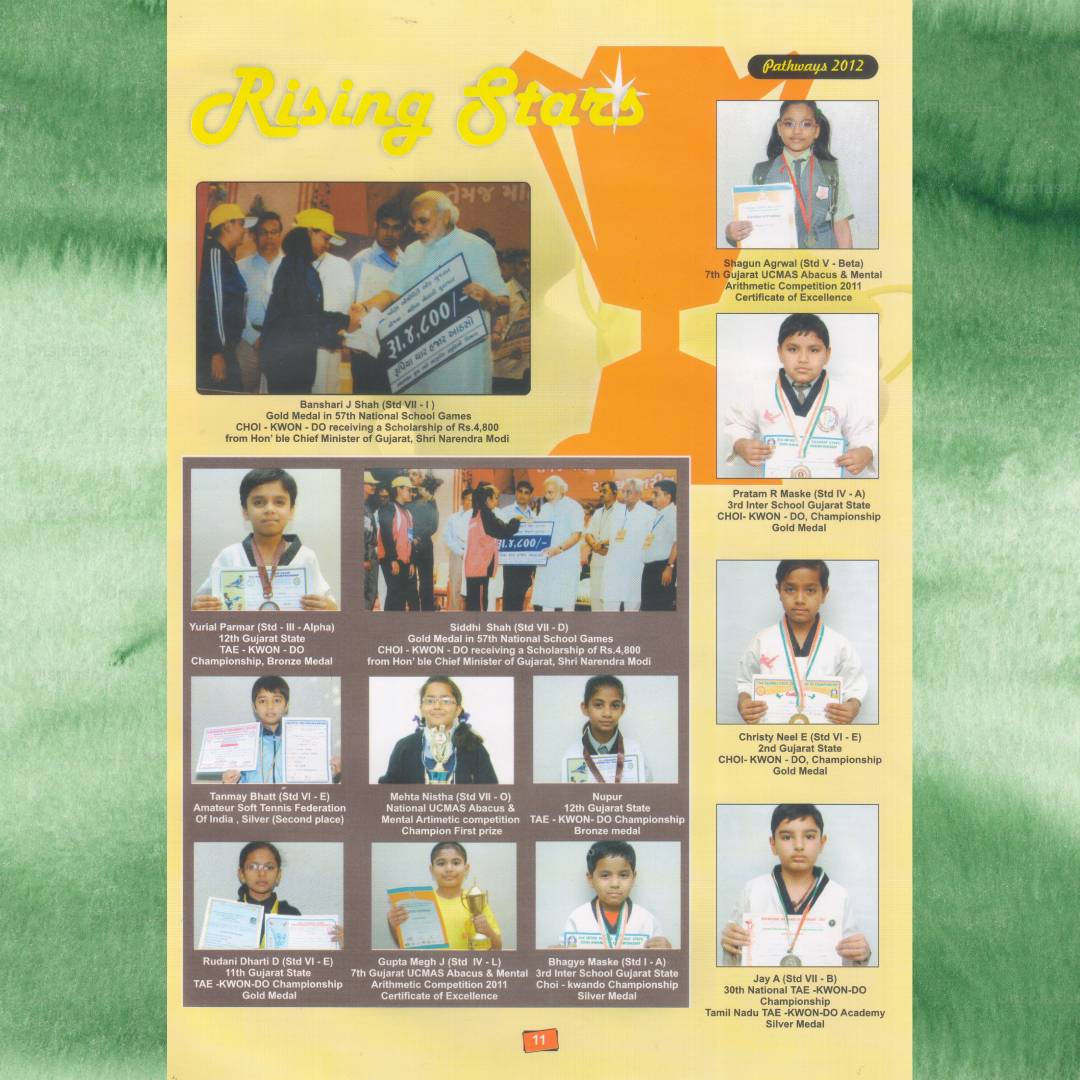 Rising Stars
Pathways 2012
તેમજ મા
રૂા.૪,૮૦૦/-
રૂપિયા ચાર હજાર આઠસો
Banshari J Shah (Std VII - I )
Gold Medal in 57th National School Games
CHOI - KWON - DO receiving a Scholarship of Rs.4,800
from Hon' ble Chief Minister of Gujarat, Shri Narendra Modi
Shagun Agrwal (Std V - Beta)
7th Gujarat UCMAS Abacus & Mental
Arithmetic Competition 2011
Certificate of Excellence
Pratam R Maske (Std IV - A)
3rd Inter School Gujarat State
CHOI- KWON - DO, Championship
Gold Medal
Christy Neel E (Std VI - E)
2nd Gujarat State
CHOI- KWON - DO, Championship
Gold Medal
Jay A (Std VII - B)
30th National TAE -KWON-DO
Championship
Tamil Nadu TAE -KWON-DO Academy
Silver Medal
Yurial Parmar (Std - III - Alpha)
12th Gujarat State
TAE - KWON - DO
Championship, Bronze Medal
૪,૮૦૦/-
Siddhi Shah (Std VII - D)
Gold Medal in 57th National School Games
CHOI - KWON - DO receiving a Scholarship of Rs.4,800
from Hon' ble Chief Minister of Gujarat, Shri Narendra Modi
Tanmay Bhatt (Std VI - E)
Amateur Soft Tennis Federation
Of India , Silver (Second place)
Mehta Nistha (Std VII - O)
National UCMAS Abacus &
Mental Artimetic competition
Champion First prize
Nupur
12th Gujarat State
TAE - KWON- DO Championship
Bronze medal
Rudani Dharti D (Std VI - E)
11th Gujarat State
TAE -KWON-DO Championship
Gold Medal
Gupta Megh J (Std IV - L)
7th Gujarat UCMAS Abacus & Mental
Arithmetic Competition 2011
Certificate of Excellence
Bhagye Maske (Std I - A)
3rd Inter School Gujarat State
Choi - kwando Championship
Silver Medal
11